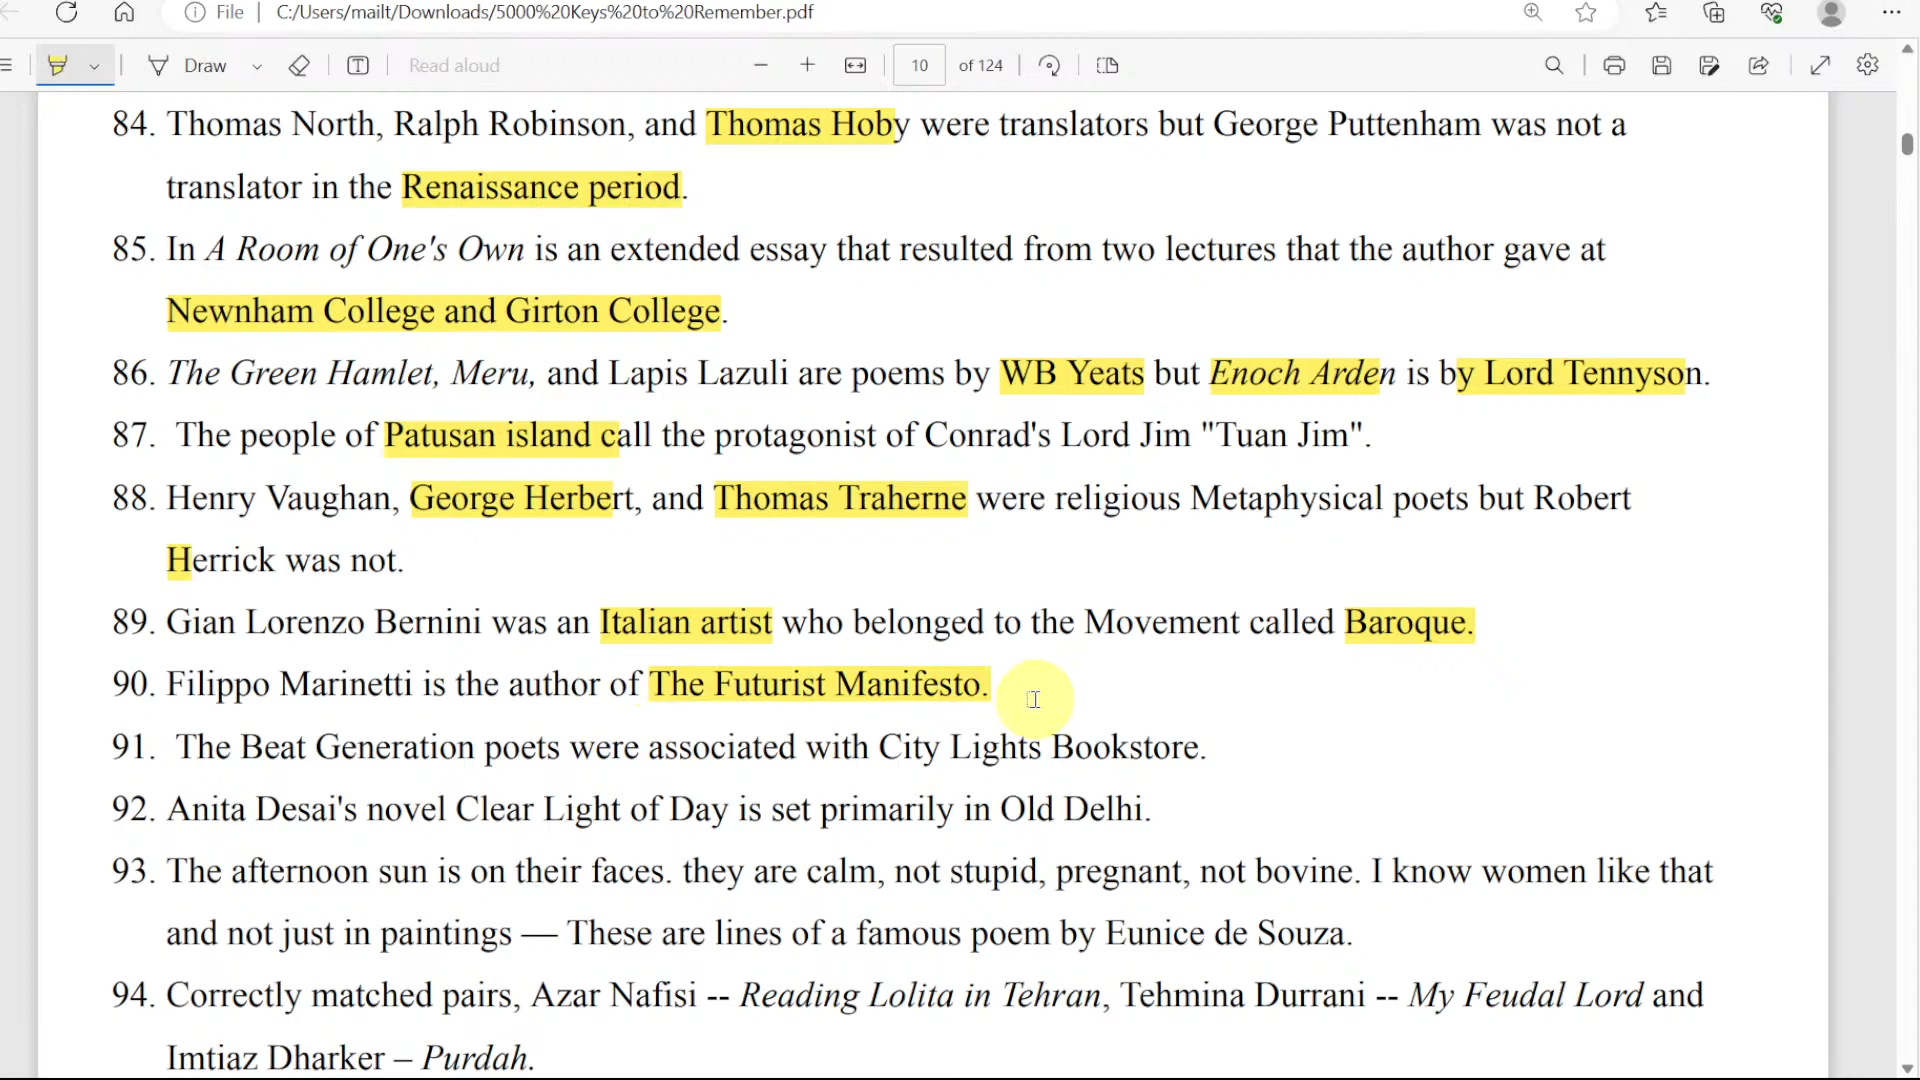 File | C:/Users/mailt/Downloads/5000%20Keys%20to%20Remember.pdf
Draw Read aloud 10 of 124
84. Thomas North, Ralph Robinson, and Thomas Hoby were translators but George Puttenham was not a
translator in the Renaissance period.
85. In A Room of One's Own is an extended essay that resulted from two lectures that the author gave at
Newnham College and Girton College.
86. The Green Hamlet, Meru, and Lapis Lazuli are poems by WB Yeats but Enoch Arden is by Lord Tennyson.
87. The people of Patusan island call the protagonist of Conrad's Lord Jim "Tuan Jim".
88. Henry Vaughan, George Herbert, and Thomas Traherne were religious Metaphysical poets but Robert
Herrick was not.
89. Gian Lorenzo Bernini was an Italian artist who belonged to the Movement called Baroque.
90. Filippo Marinetti is the author of The Futurist Manifesto.
91. The Beat Generation poets were associated with City Lights Bookstore.
92. Anita Desai's novel Clear Light of Day is set primarily in Old Delhi.
93. The afternoon sun is on their faces. they are calm, not stupid, pregnant, not bovine. I know women like that
and not just in paintings — These are lines of a famous poem by Eunice de Souza.
94. Correctly matched pairs, Azar Nafisi -- Reading Lolita in Tehran, Tehmina Durrani -- My Feudal Lord and
Imtiaz Dharker – Purdah.